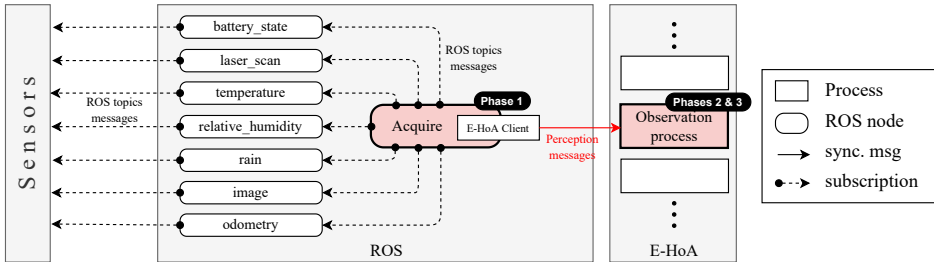 Sensors
ROS topics
messages
battery_state
laser_scan
temperature
relative_humidity
rain
image
odometry
ROS topics
messages
Phase 1
Acquire
E-HoA Client
ROS
Perception
messages
Phases 2 & 3
Observation
process
E-HoA
Process
ROS node
sync. msg
subscription